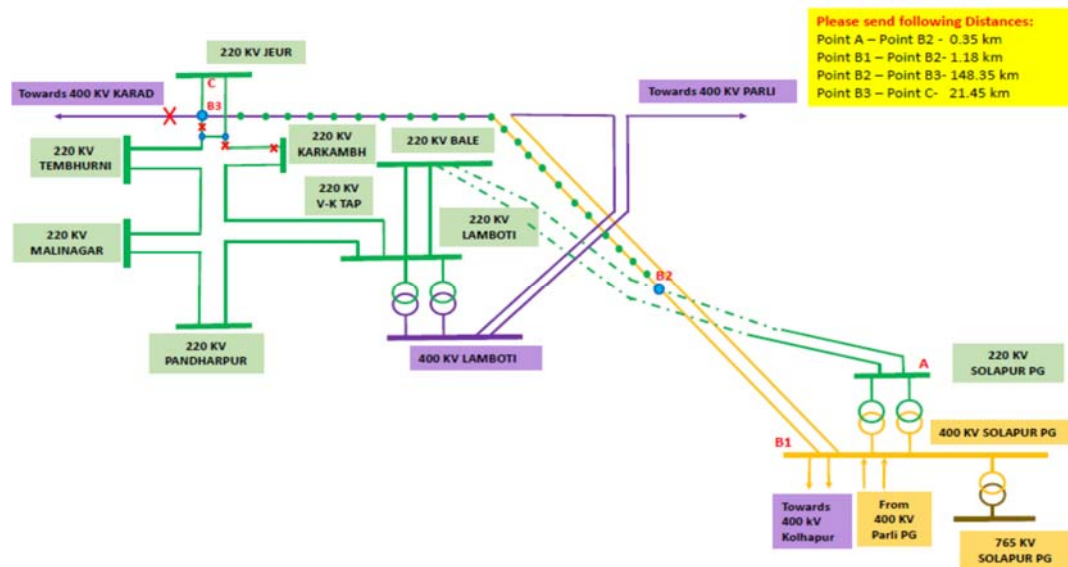 Please send following Distances:
Point A – Point B2 - 0.35 km
Point B1 – Point B2- 1.18 km
Point B2 – Point B3- 148.35 km
Point B3 – Point C- 21.45 km
220 KV JEUR
C
Towards 400 KV KARAD
B3
Towards 400 KV PARLI
220 KV
TEMBHURNI
220 KV
KARKAMBH
220 KV BALE
220 KV
V-K TAP
220 KV
LAMBOTI
220 KV
MALINAGAR
B2
220 KV
PANDHARPUR
400 KV LAMBOTI
A
220 KV
SOLAPUR PG
400 KV SOLAPUR PG
B1
Towards
400 kV
Kolhapur
From
400 KV
Parli PG
765 KV
SOLAPUR PG